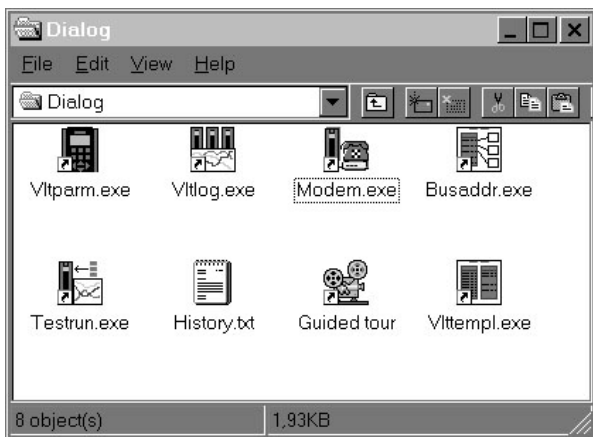 Dialog
File Edit View Help
Dialog
Vltparm.exe Vltlog.exe Modem.exe Busaddr.exe
Testrun.exe History.txt Guided tour Vlttempl.exe
8 object(s) 1,93KB